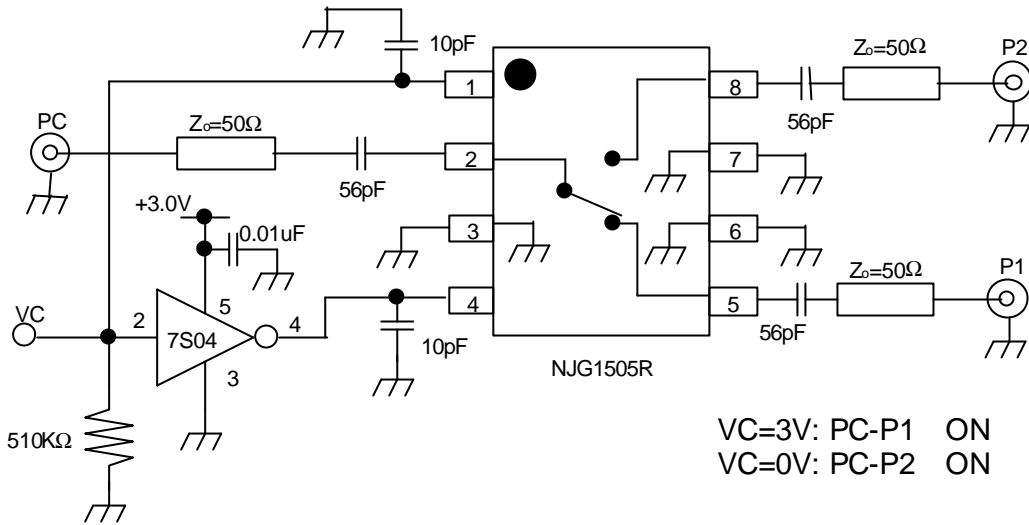 10pF
Zo=50Ω
P2
1
8
PC
Zo=50Ω
56pF
2
7
56pF
+3.0V
0.01uF
3
6
Zo=50Ω
P1
VC
2
5
4
4
5
7S04
56pF
10pF
3
NJG1505R
510KΩ
VC=3V: PC-P1 ON
VC=0V: PC-P2 ON